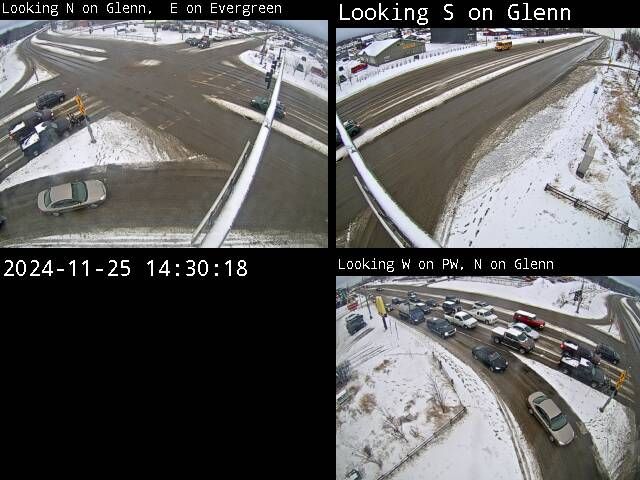 Looking N on Glenn,  E on Evergreen
Looking S on Glenn
2024-11-25 14:30:18
Looking W on PW, N on Glenn